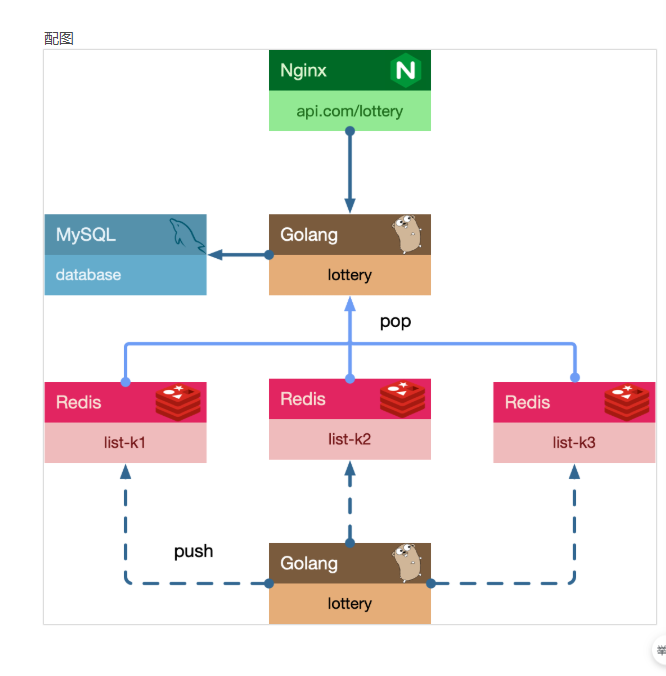 配图
Nginx
api.com/lottery
MySQL
database
Golang
lottery
pop
Redis
list-k1
Redis
list-k2
Redis
list-k3
push
Golang
lottery